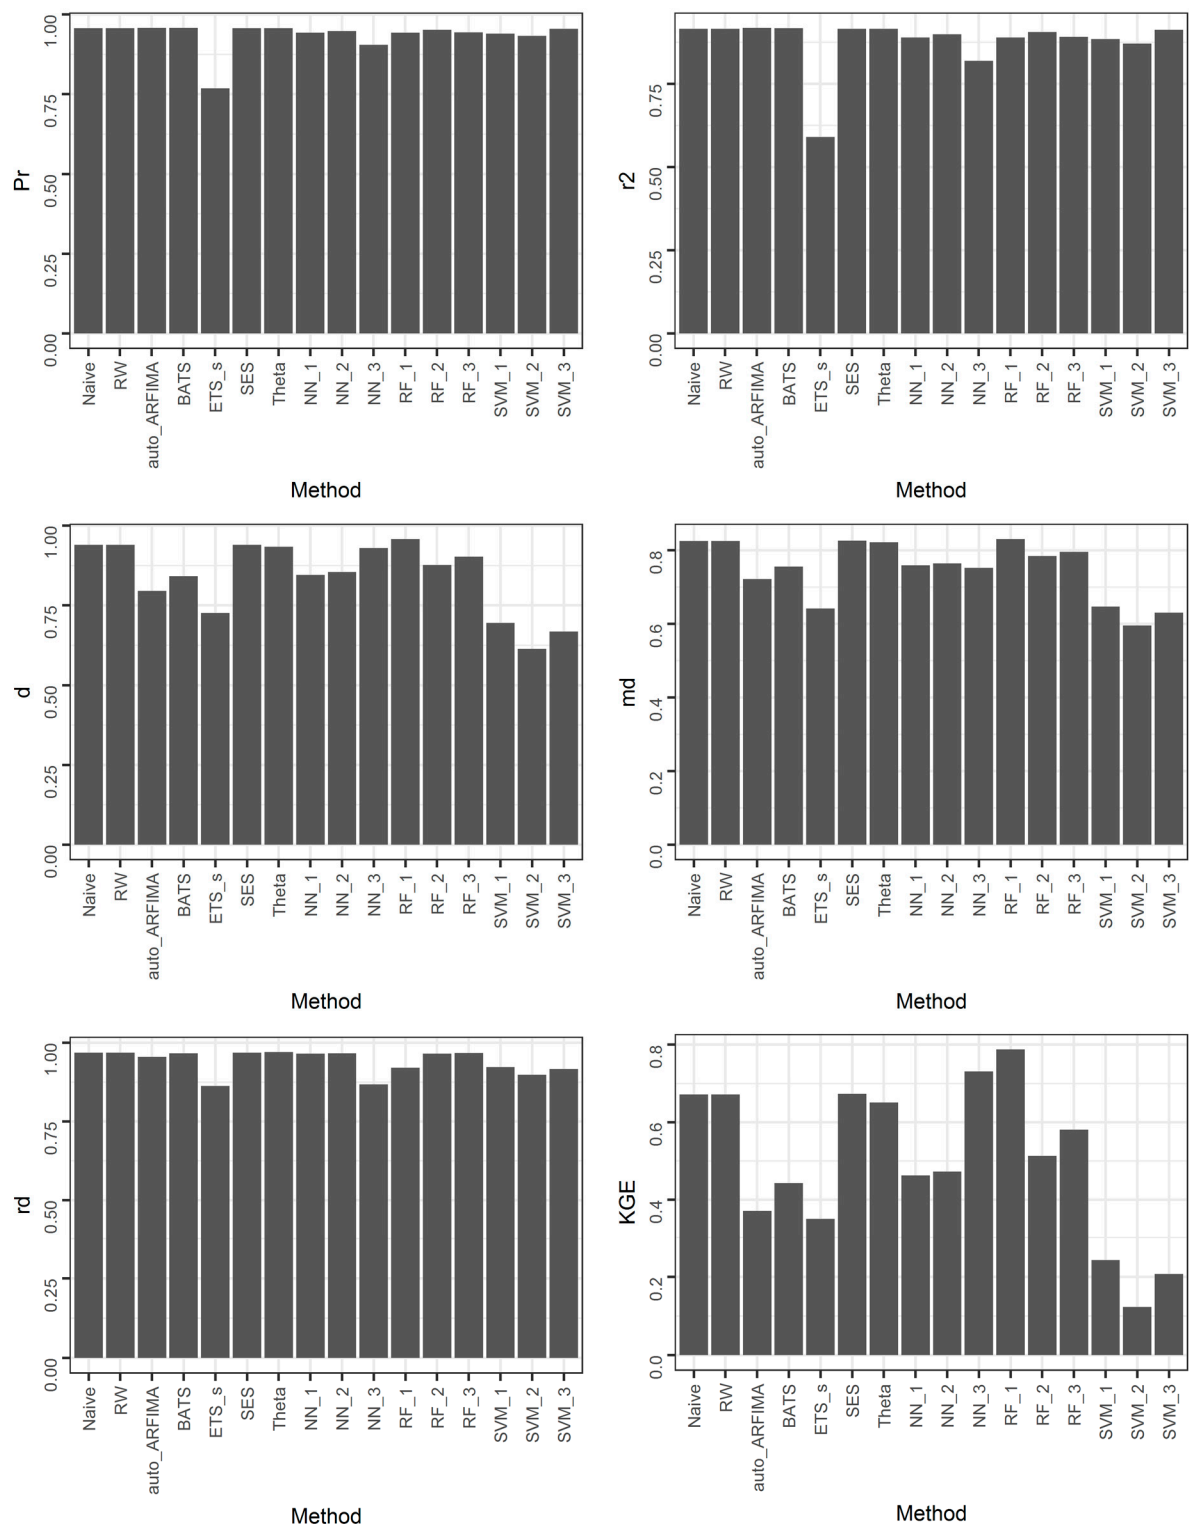 Pr
0.00 0.25 0.50 0.75 1.00
Naive RW auto_ARFIMA BATS ETS_s SES Theta NN_1 NN_2 NN_3 RF_1 RF_2 RF_3 SVM_1 SVM_2 SVM_3
Method
r2
0.00 0.25 0.50 0.75
Naive RW auto_ARFIMA BATS ETS_s SES Theta NN_1 NN_2 NN_3 RF_1 RF_2 RF_3 SVM_1 SVM_2 SVM_3
Method
d
0.00 0.25 0.50 0.75 1.00
Naive RW auto_ARFIMA BATS ETS_s SES Theta NN_1 NN_2 NN_3 RF_1 RF_2 RF_3 SVM_1 SVM_2 SVM_3
Method
md
0.0 0.2 0.4 0.6 0.8
Naive RW auto_ARFIMA BATS ETS_s SES Theta NN_1 NN_2 NN_3 RF_1 RF_2 RF_3 SVM_1 SVM_2 SVM_3
Method
rd
0.00 0.25 0.50 0.75 1.00
Naive RW auto_ARFIMA BATS ETS_s SES Theta NN_1 NN_2 NN_3 RF_1 RF_2 RF_3 SVM_1 SVM_2 SVM_3
Method
KGE
0.0 0.2 0.4 0.6 0.8
Naive RW auto_ARFIMA BATS ETS_s SES Theta NN_1 NN_2 NN_3 RF_1 RF_2 RF_3 SVM_1 SVM_2 SVM_3
Method